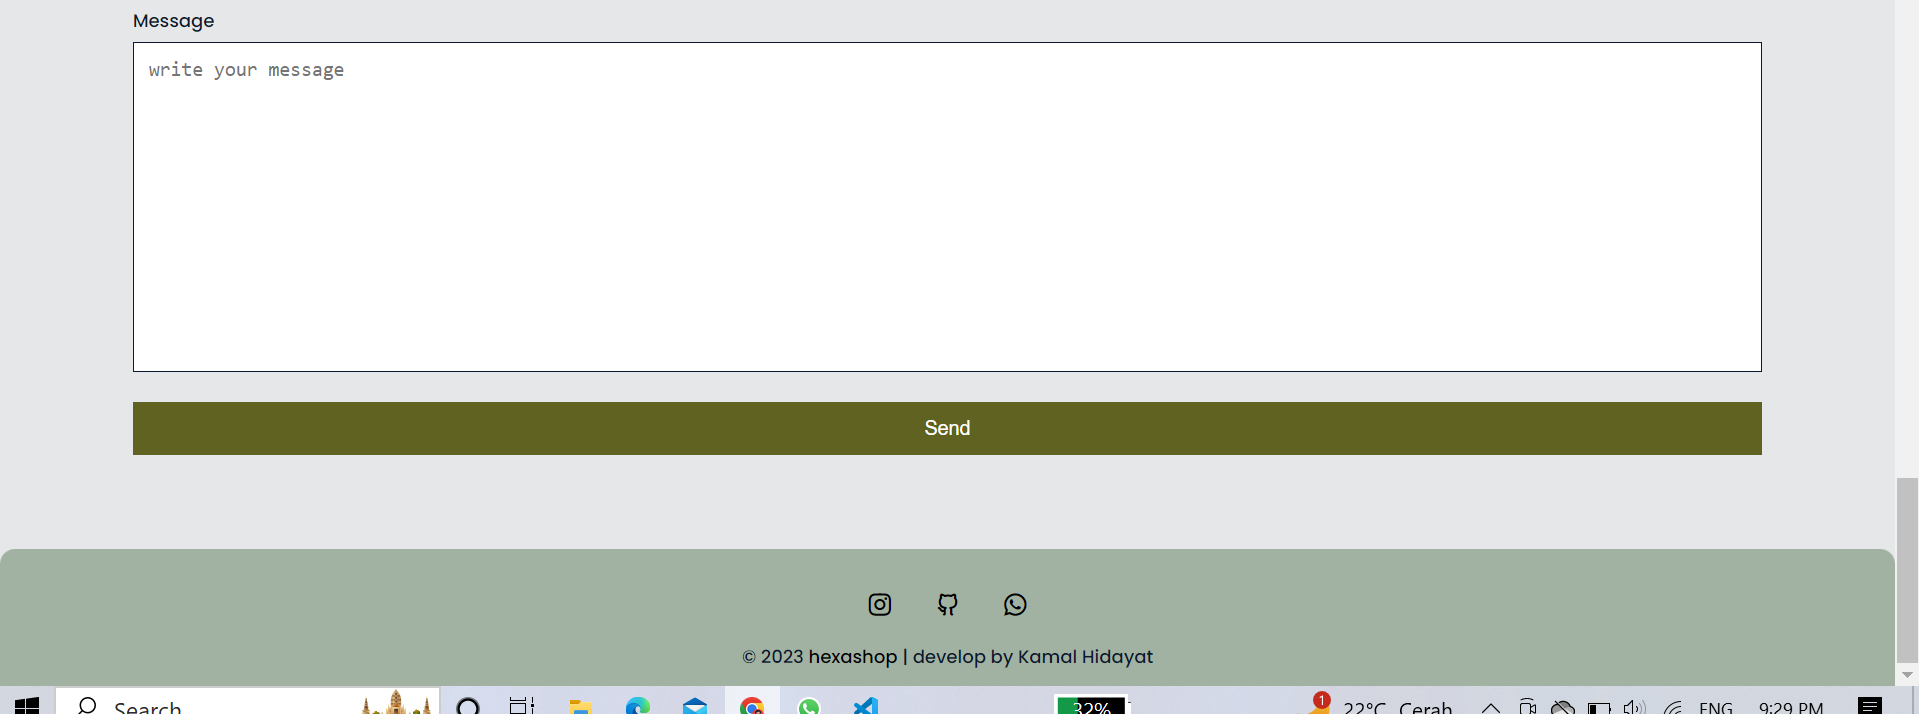 Message
write your message
Send
© 2023 hexashop | develop by Kamal Hidayat
Search
32%
1
22°C Cerah
ENG
9:29 PM